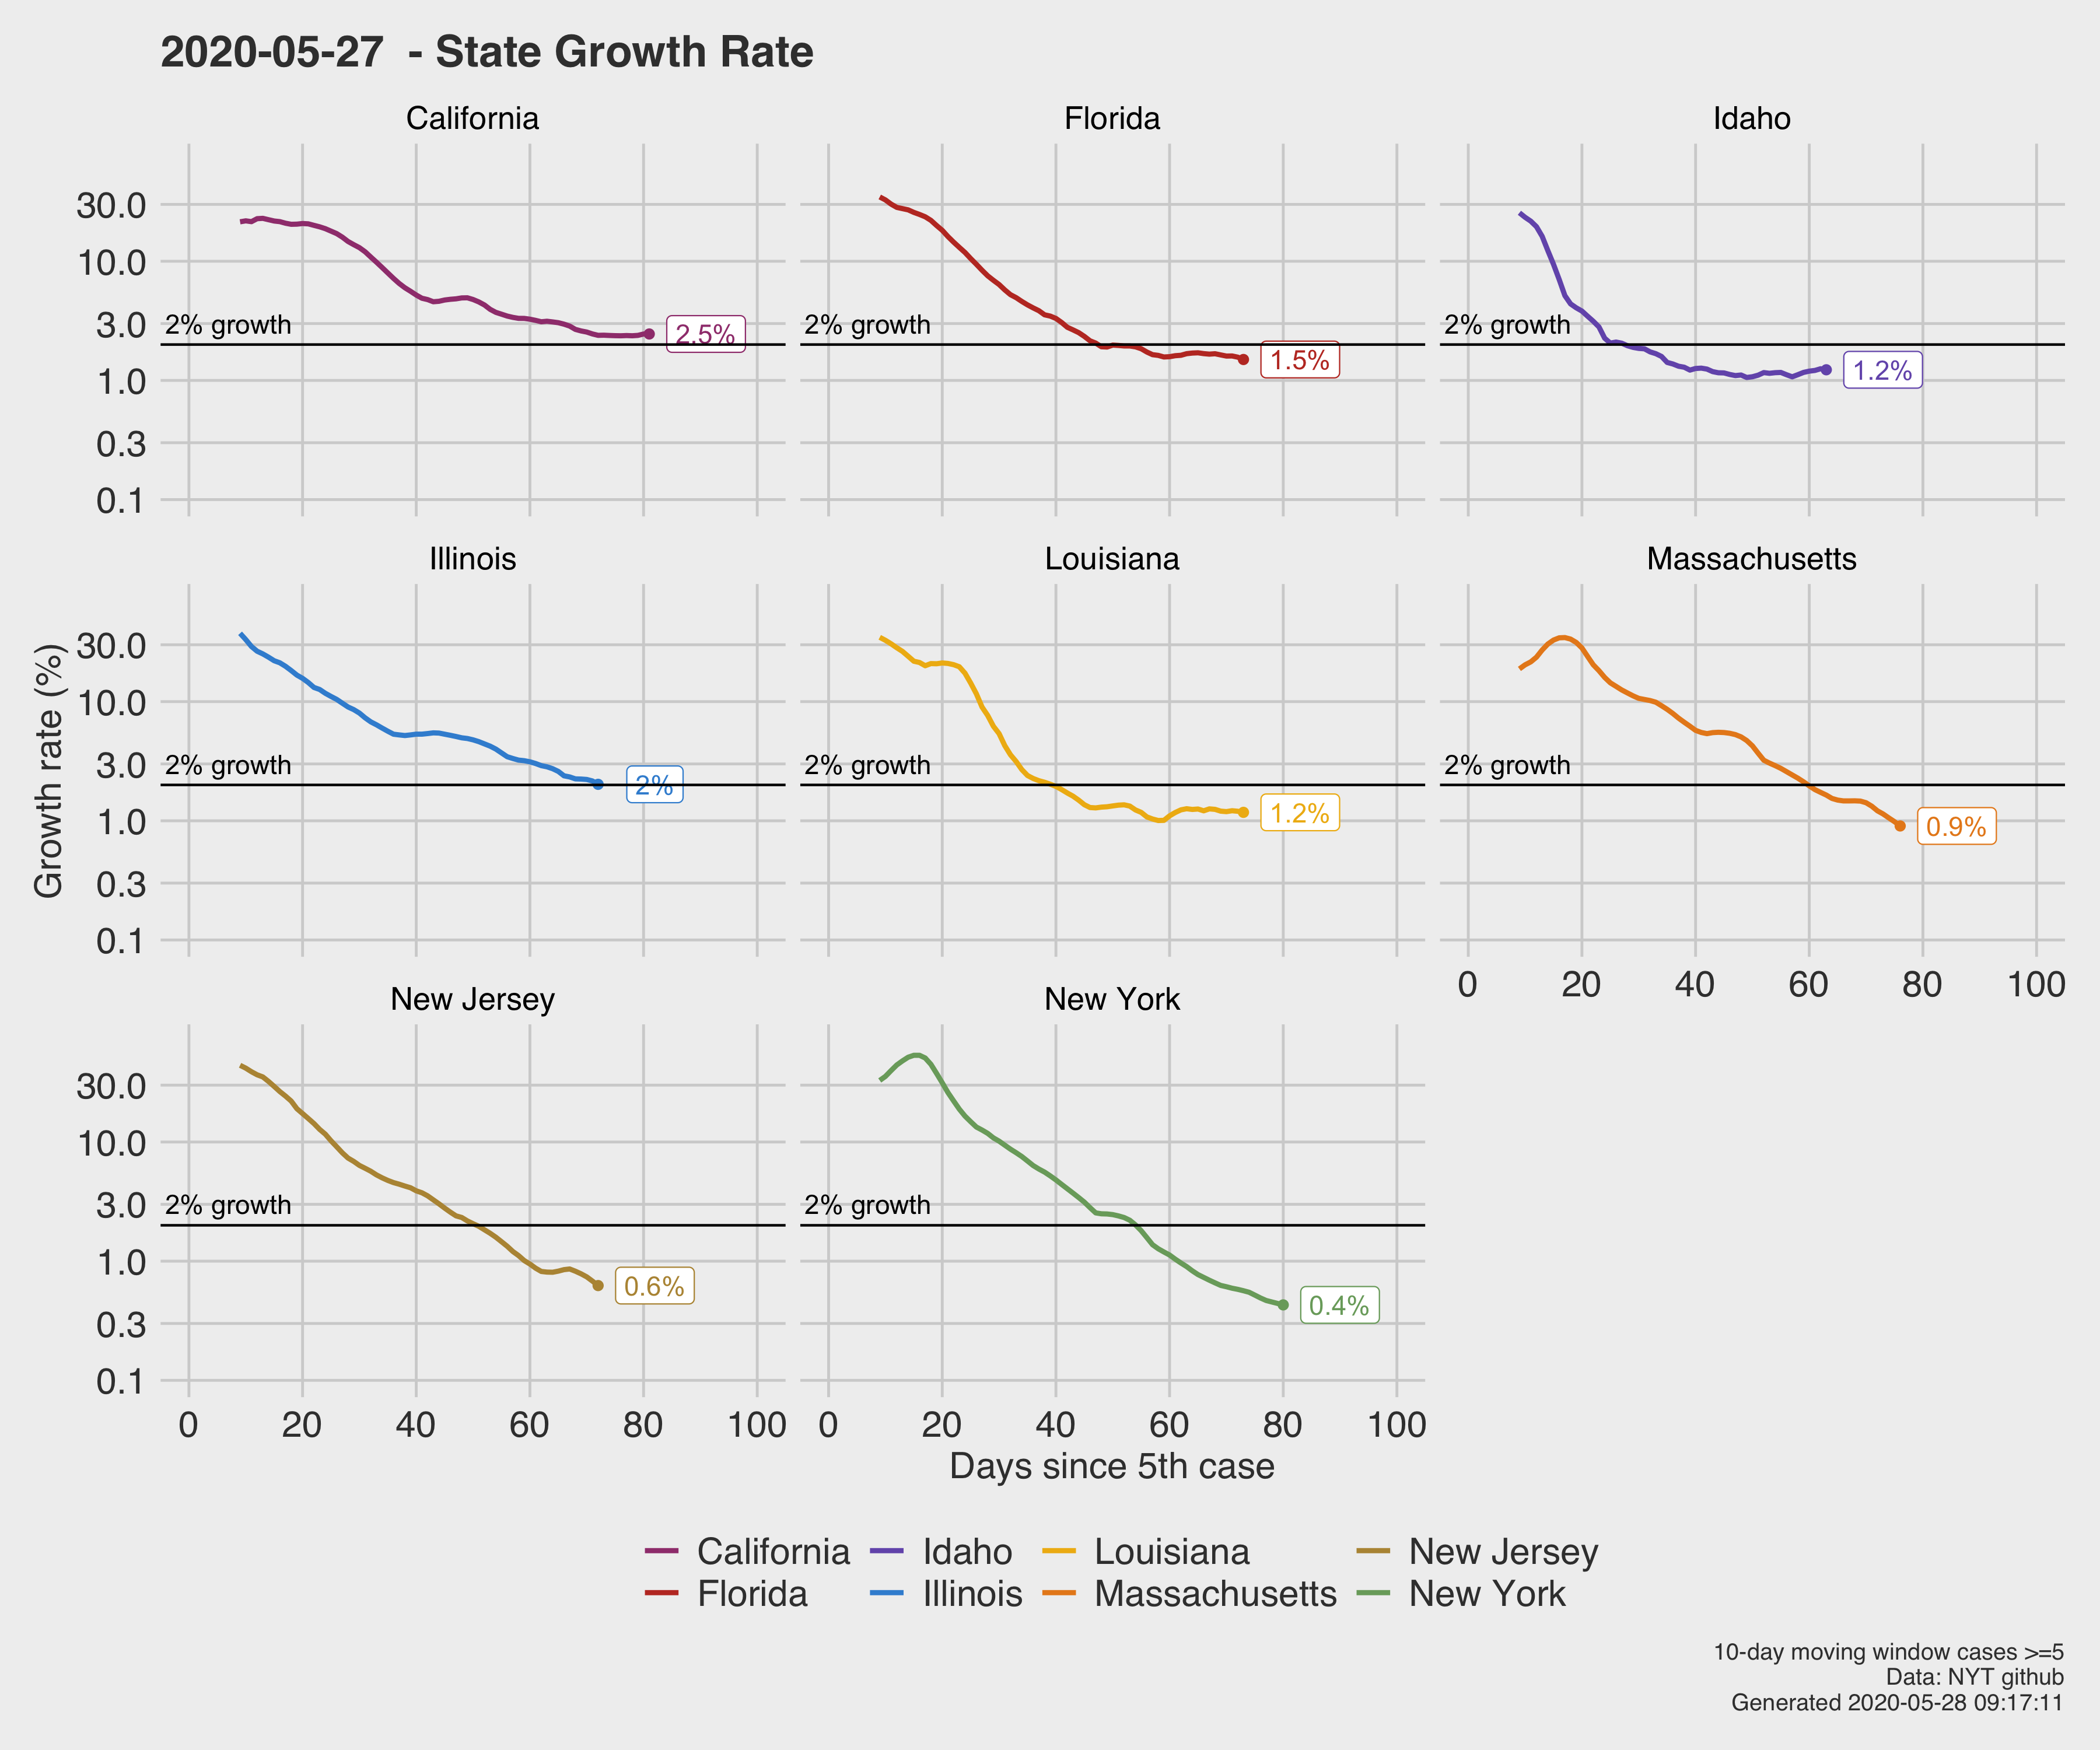 2020-05-27  - State Growth Rate
California
Florida
Idaho
30.0
10.0
3.0
1.0
0.3
0.1
2% growth
2.5%
2% growth
1.5%
2% growth
1.2%
Illinois
Louisiana
Massachusetts
Growth rate (%)
30.0
10.0
3.0
1.0
0.3
0.1
2% growth
2%
2% growth
1.2%
2% growth
0.9%
0 20 40 60 80 100
New Jersey
New York
30.0
10.0
3.0
1.0
0.3
0.1
2% growth
0.6%
2% growth
0.4%
0 20 40 60 80 100
0 20 40 60 80 100
Days since 5th case
California Idaho Louisiana New Jersey
Florida Illinois Massachusetts New York
10-day moving window cases >=5
Data: NYT github
Generated 2020-05-28 09:17:11